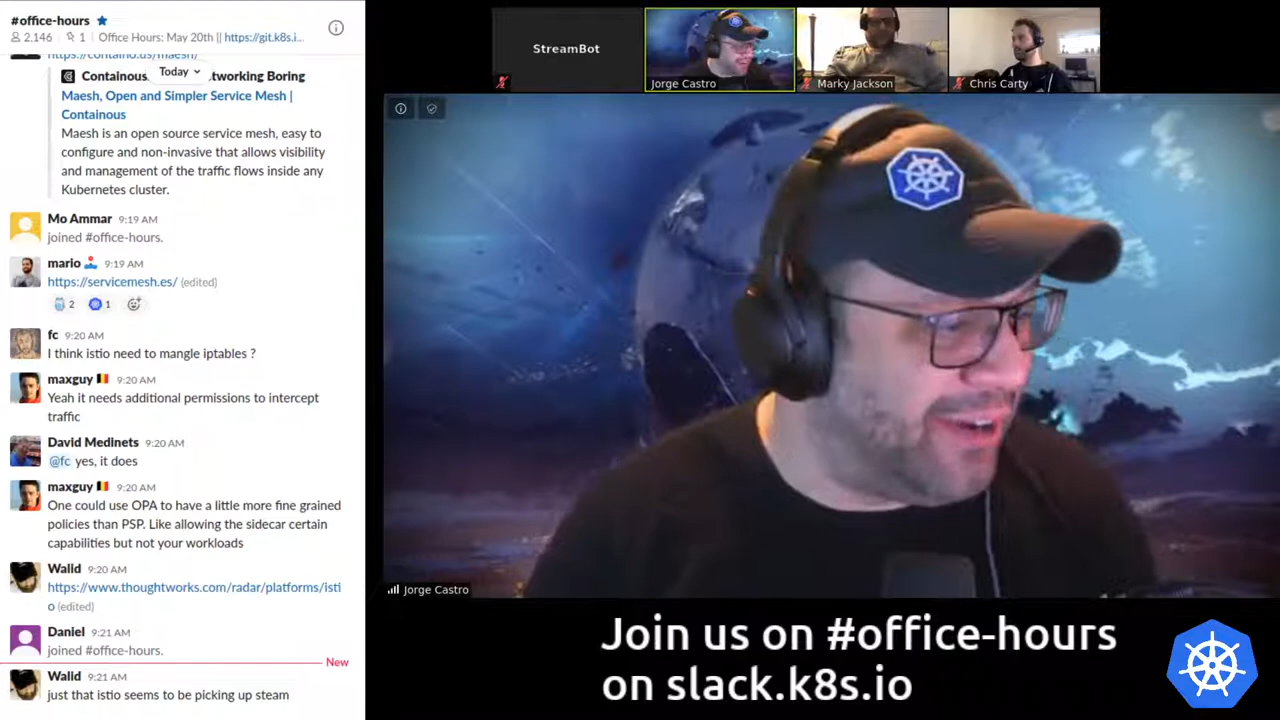 #office-hours
2,146 1 Office Hours: May 20th || https://git.k8s.i...
Containous
tworking Boring
Today
Maesh, Open and Simpler Service Mesh |
Containous
Maesh is an open source service mesh, easy to
configure and non-invasive that allows visibility
and management of the traffic flows inside any
Kubernetes cluster.
Mo Ammar 9:19 AM
joined #office-hours.
mario 9:19 AM
https://servicemesh.es/ (edited)
2 1
fc 9:20 AM
I think istio need to mangle iptables ?
maxguy 9:20 AM
Yeah it needs additional permissions to intercept
traffic
David Medinets 9:20 AM
@fc yes, it does
maxguy 9:20 AM
One could use OPA to have a little more fine grained
policies than PSP. Like allowing the sidecar certain
capabilities but not your workloads
Walid 9:20 AM
https://www.thoughtworks.com/radar/platforms/isti
o (edited)
Daniel 9:21 AM
joined #office-hours.
New
Walid 9:21 AM
just that istio seems to be picking up steam
StreamBot
Jorge Castro
Marky Jackson
Chris Carty
Jorge Castro
Join us on #office-hours
on slack.k8s.io